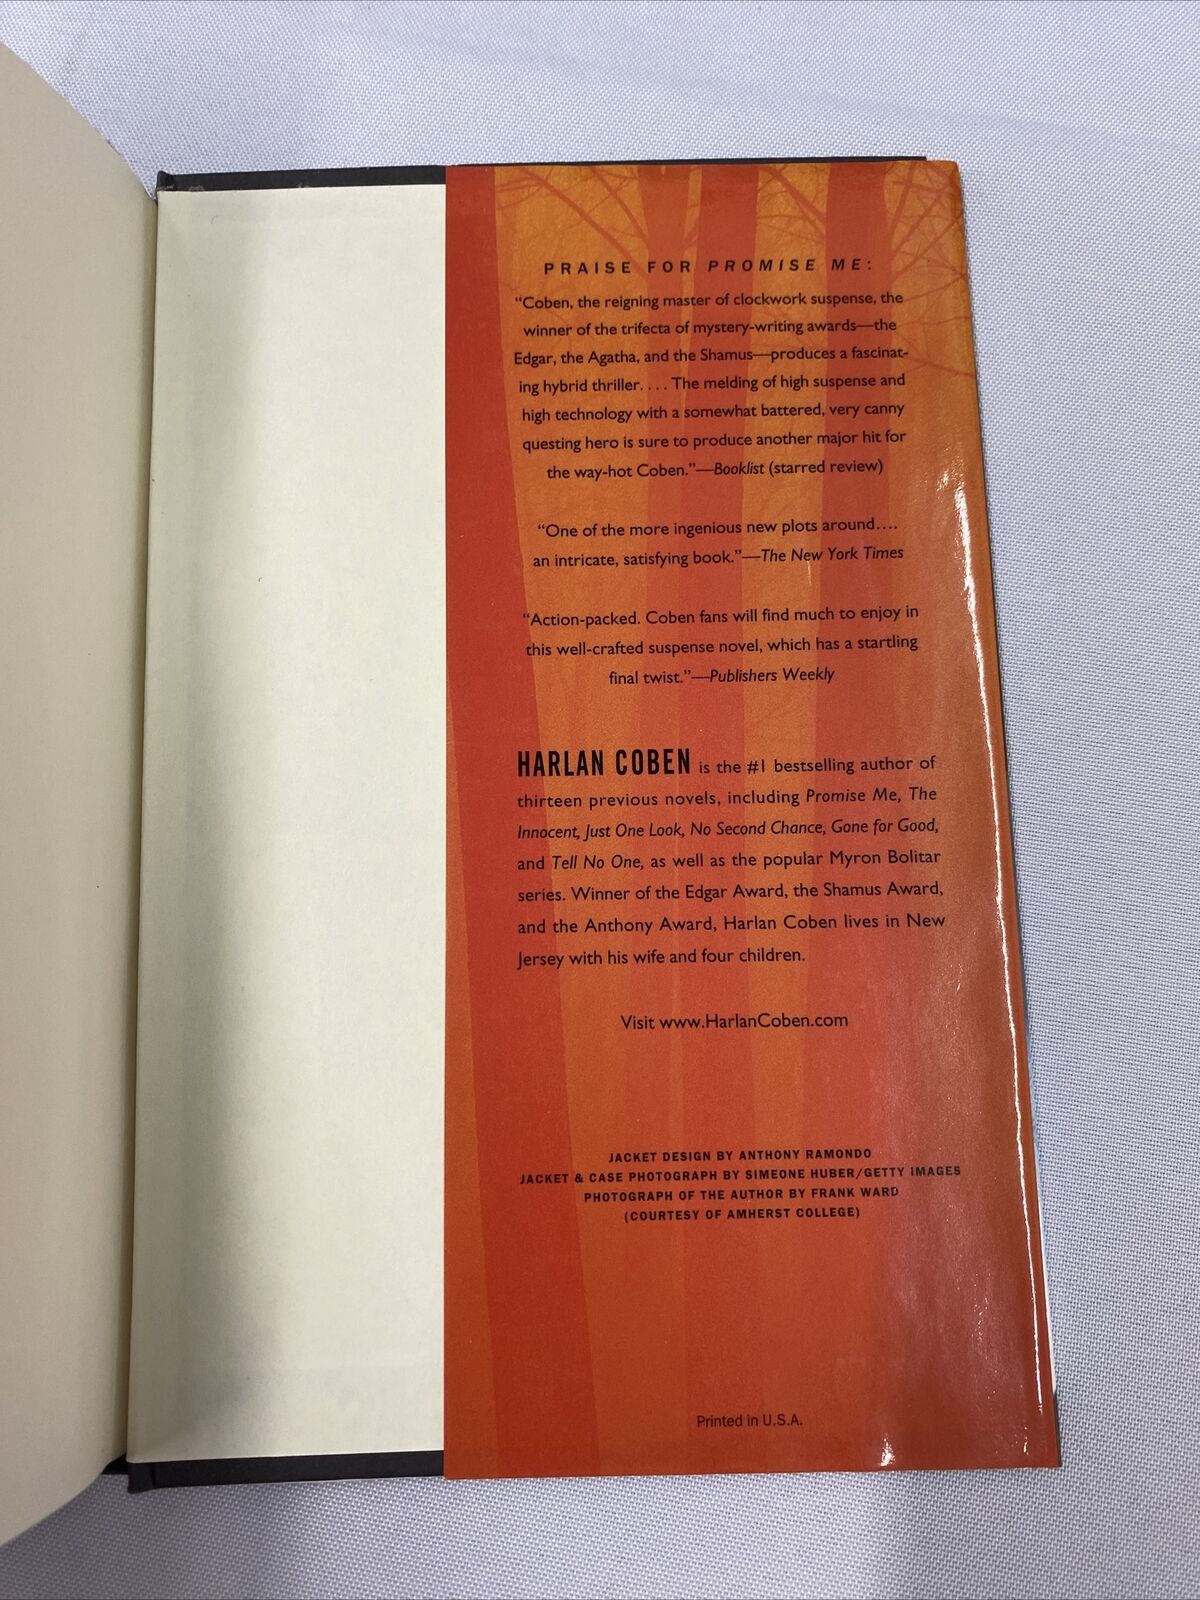 PRAISE FOR PROMISE ME:
“Coben, the reigning master of clockwork suspense, the
winner of the trifecta of mystery-writing awards—the
Edgar, the Agatha, and the Shamus—produces a fascinat-
ing hybrid thriller. . . . The melding of high suspense and
high technology with a somewhat battered, very canny
questing hero is sure to produce another major hit for
the way-hot Coben.”—Booklist (starred review)
“One of the more ingenious new plots around….
an intricate, satisfying book.”—The New York Times
“Action-packed. Coben fans will find much to enjoy in
this well-crafted suspense novel, which has a startling
final twist.”—Publishers Weekly
HARLAN COBEN is the #1 bestselling author of
thirteen previous novels, including Promise Me, The
Innocent, Just One Look, No Second Chance, Gone for Good,
and Tell No One, as well as the popular Myron Bolitar
series. Winner of the Edgar Award, the Shamus Award,
and the Anthony Award, Harlan Coben lives in New
Jersey with his wife and four children.
Visit www.HarlanCoben.com
JACKET DESIGN BY ANTHONY RAMONDO
JACKET & CASE PHOTOGRAPH BY SIMEONE HUBER/GETTY IMAGES
PHOTOGRAPH OF THE AUTHOR BY FRANK WARD
(COURTESY OF AMHERST COLLEGE)
Printed in U.S.A.